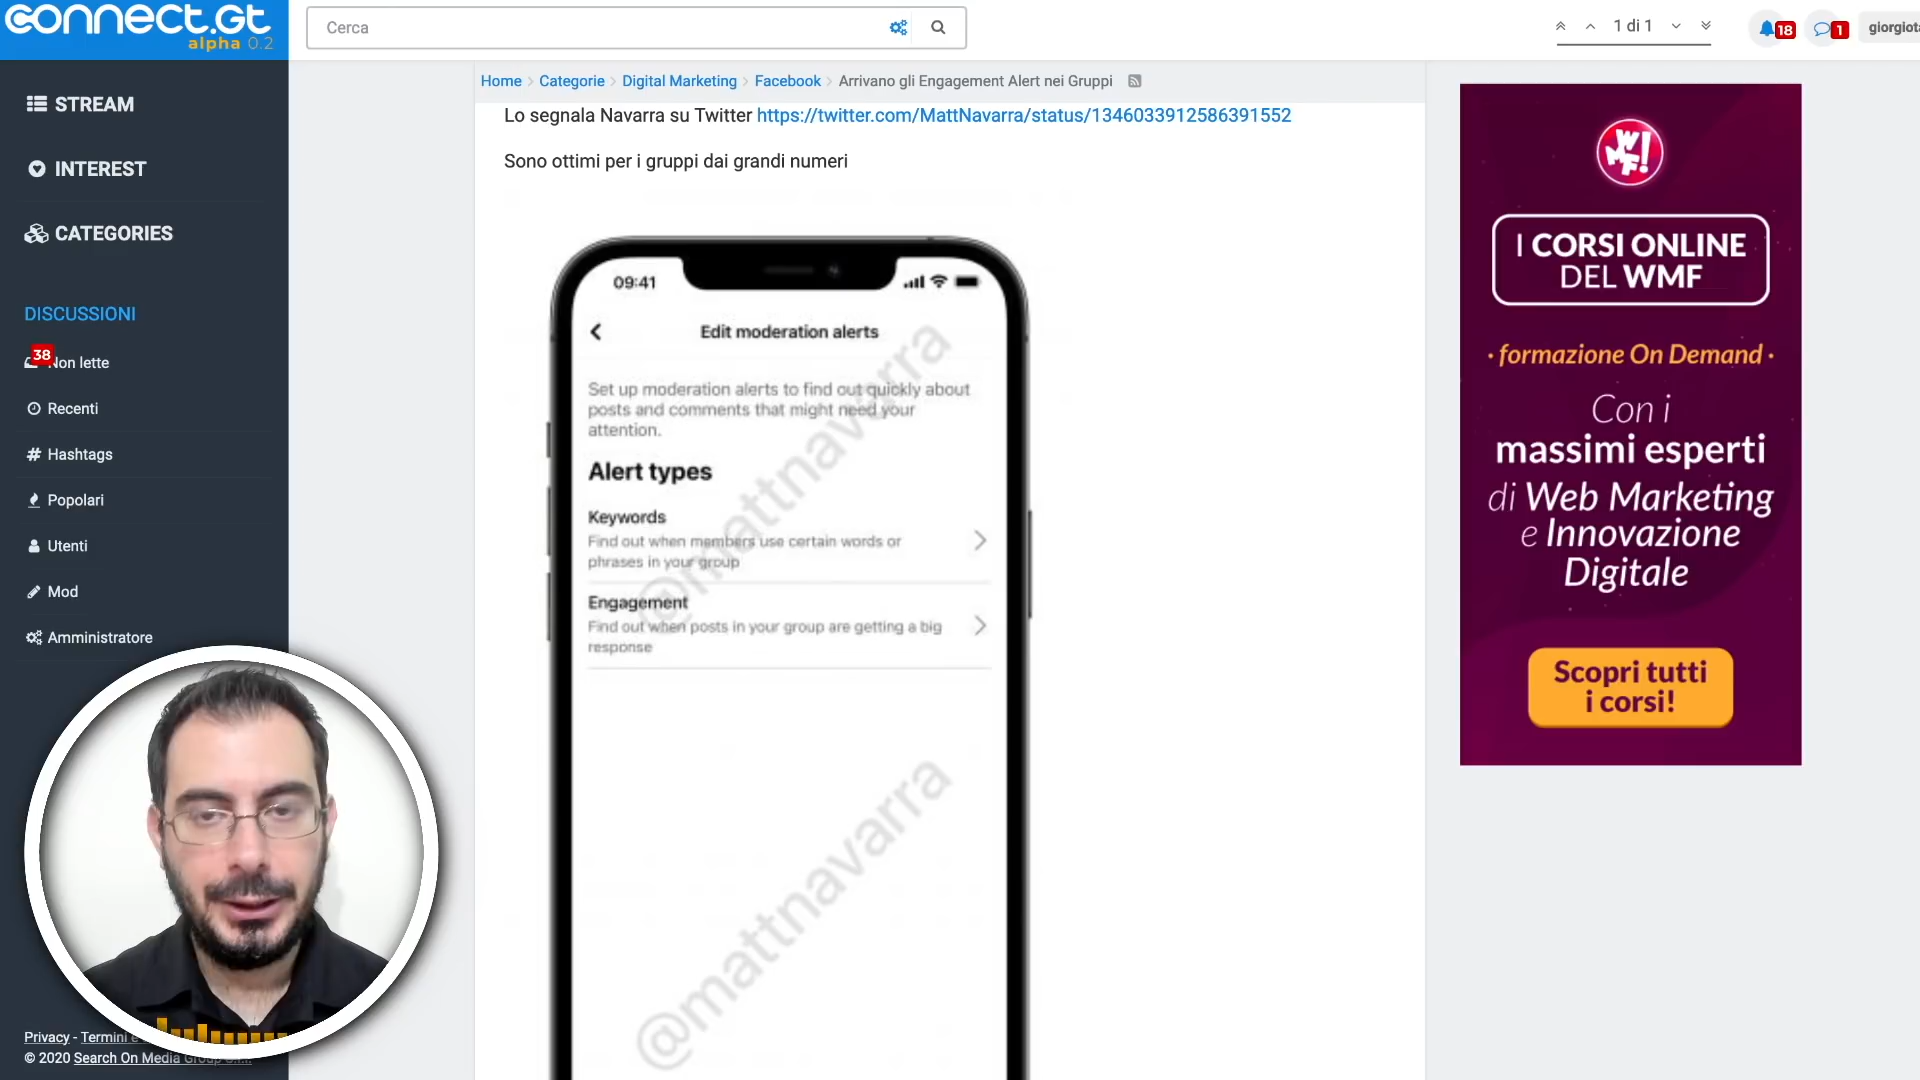 connect.gt
alpha 0.2
Cerca
1 di 1
18
1
giorgiota
STREAM
INTEREST
CATEGORIES
DISCUSSIONI
38
Non lette
Recenti
Hashtags
Popolari
Utenti
Mod
Amministratore
Privacy - Termini e
© 2020 Search On Media Group S.r.l.
Home > Categorie > Digital Marketing > Facebook > Arrivano gli Engagement Alert nei Gruppi
Lo segnala Navarra su Twitter https://twitter.com/MattNavarra/status/1346033912586391552
Sono ottimi per i gruppi dai grandi numeri
09:41
Edit moderation alerts
Set up moderation alerts to find out quickly about
posts and comments that might need your
attention.
Alert types
Keywords
Find out when members use certain words or
phrases in your group
Engagement
Find out when posts in your group are getting a big
response
@mattnavarra
@mattnavarra
WMF!
I CORSI ONLINE
DEL WMF
· formazione On Demand ·
Con i
massimi esperti
di Web Marketing
e Innovazione
Digitale
Scopri tutti
i corsi!